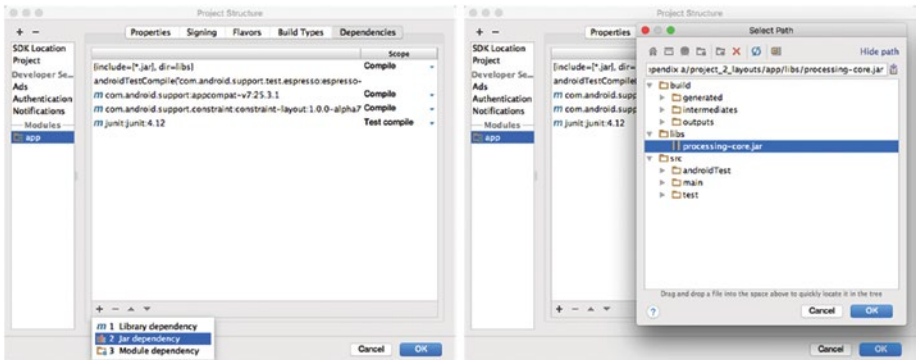 Project Structure
+ −
Properties Signing Flavors Build Types Dependencies
SDK Location
Project
Developer Se...
Ads
Authentication
Notifications
Modules
app
Scope
{include=[*.jar], dir=libs} Compile
androidTestCompile('com.android.support.test.espresso:espresso-
m com.android.support:appcompat-v7:25.3.1 Compile
m com.android.support.constraint:constraint-layout:1.0.0-alpha7 Compile
m junit:junit:4.12 Test compile
+ −
m 1 Library dependency
2 Jar dependency
3 Module dependency
Cancel OK
Project Structure
+ −
Properties
SDK Location
Project
Developer Se...
Ads
Authentication
Notifications
Modules
app
{include=[*.jar], dir=
androidTestCompile(
m com.android.supp
m com.android.supp
m junit:junit:4.12
+ −
Cancel OK
Select Path
Hide path
ppendix a/project_2_layouts/app/libs/processing-core.jar
build
generated
intermediates
outputs
libs
processing-core.jar
src
androidTest
main
test
Drag and drop a file into the space above to quickly locate it in the tree
?
Cancel OK